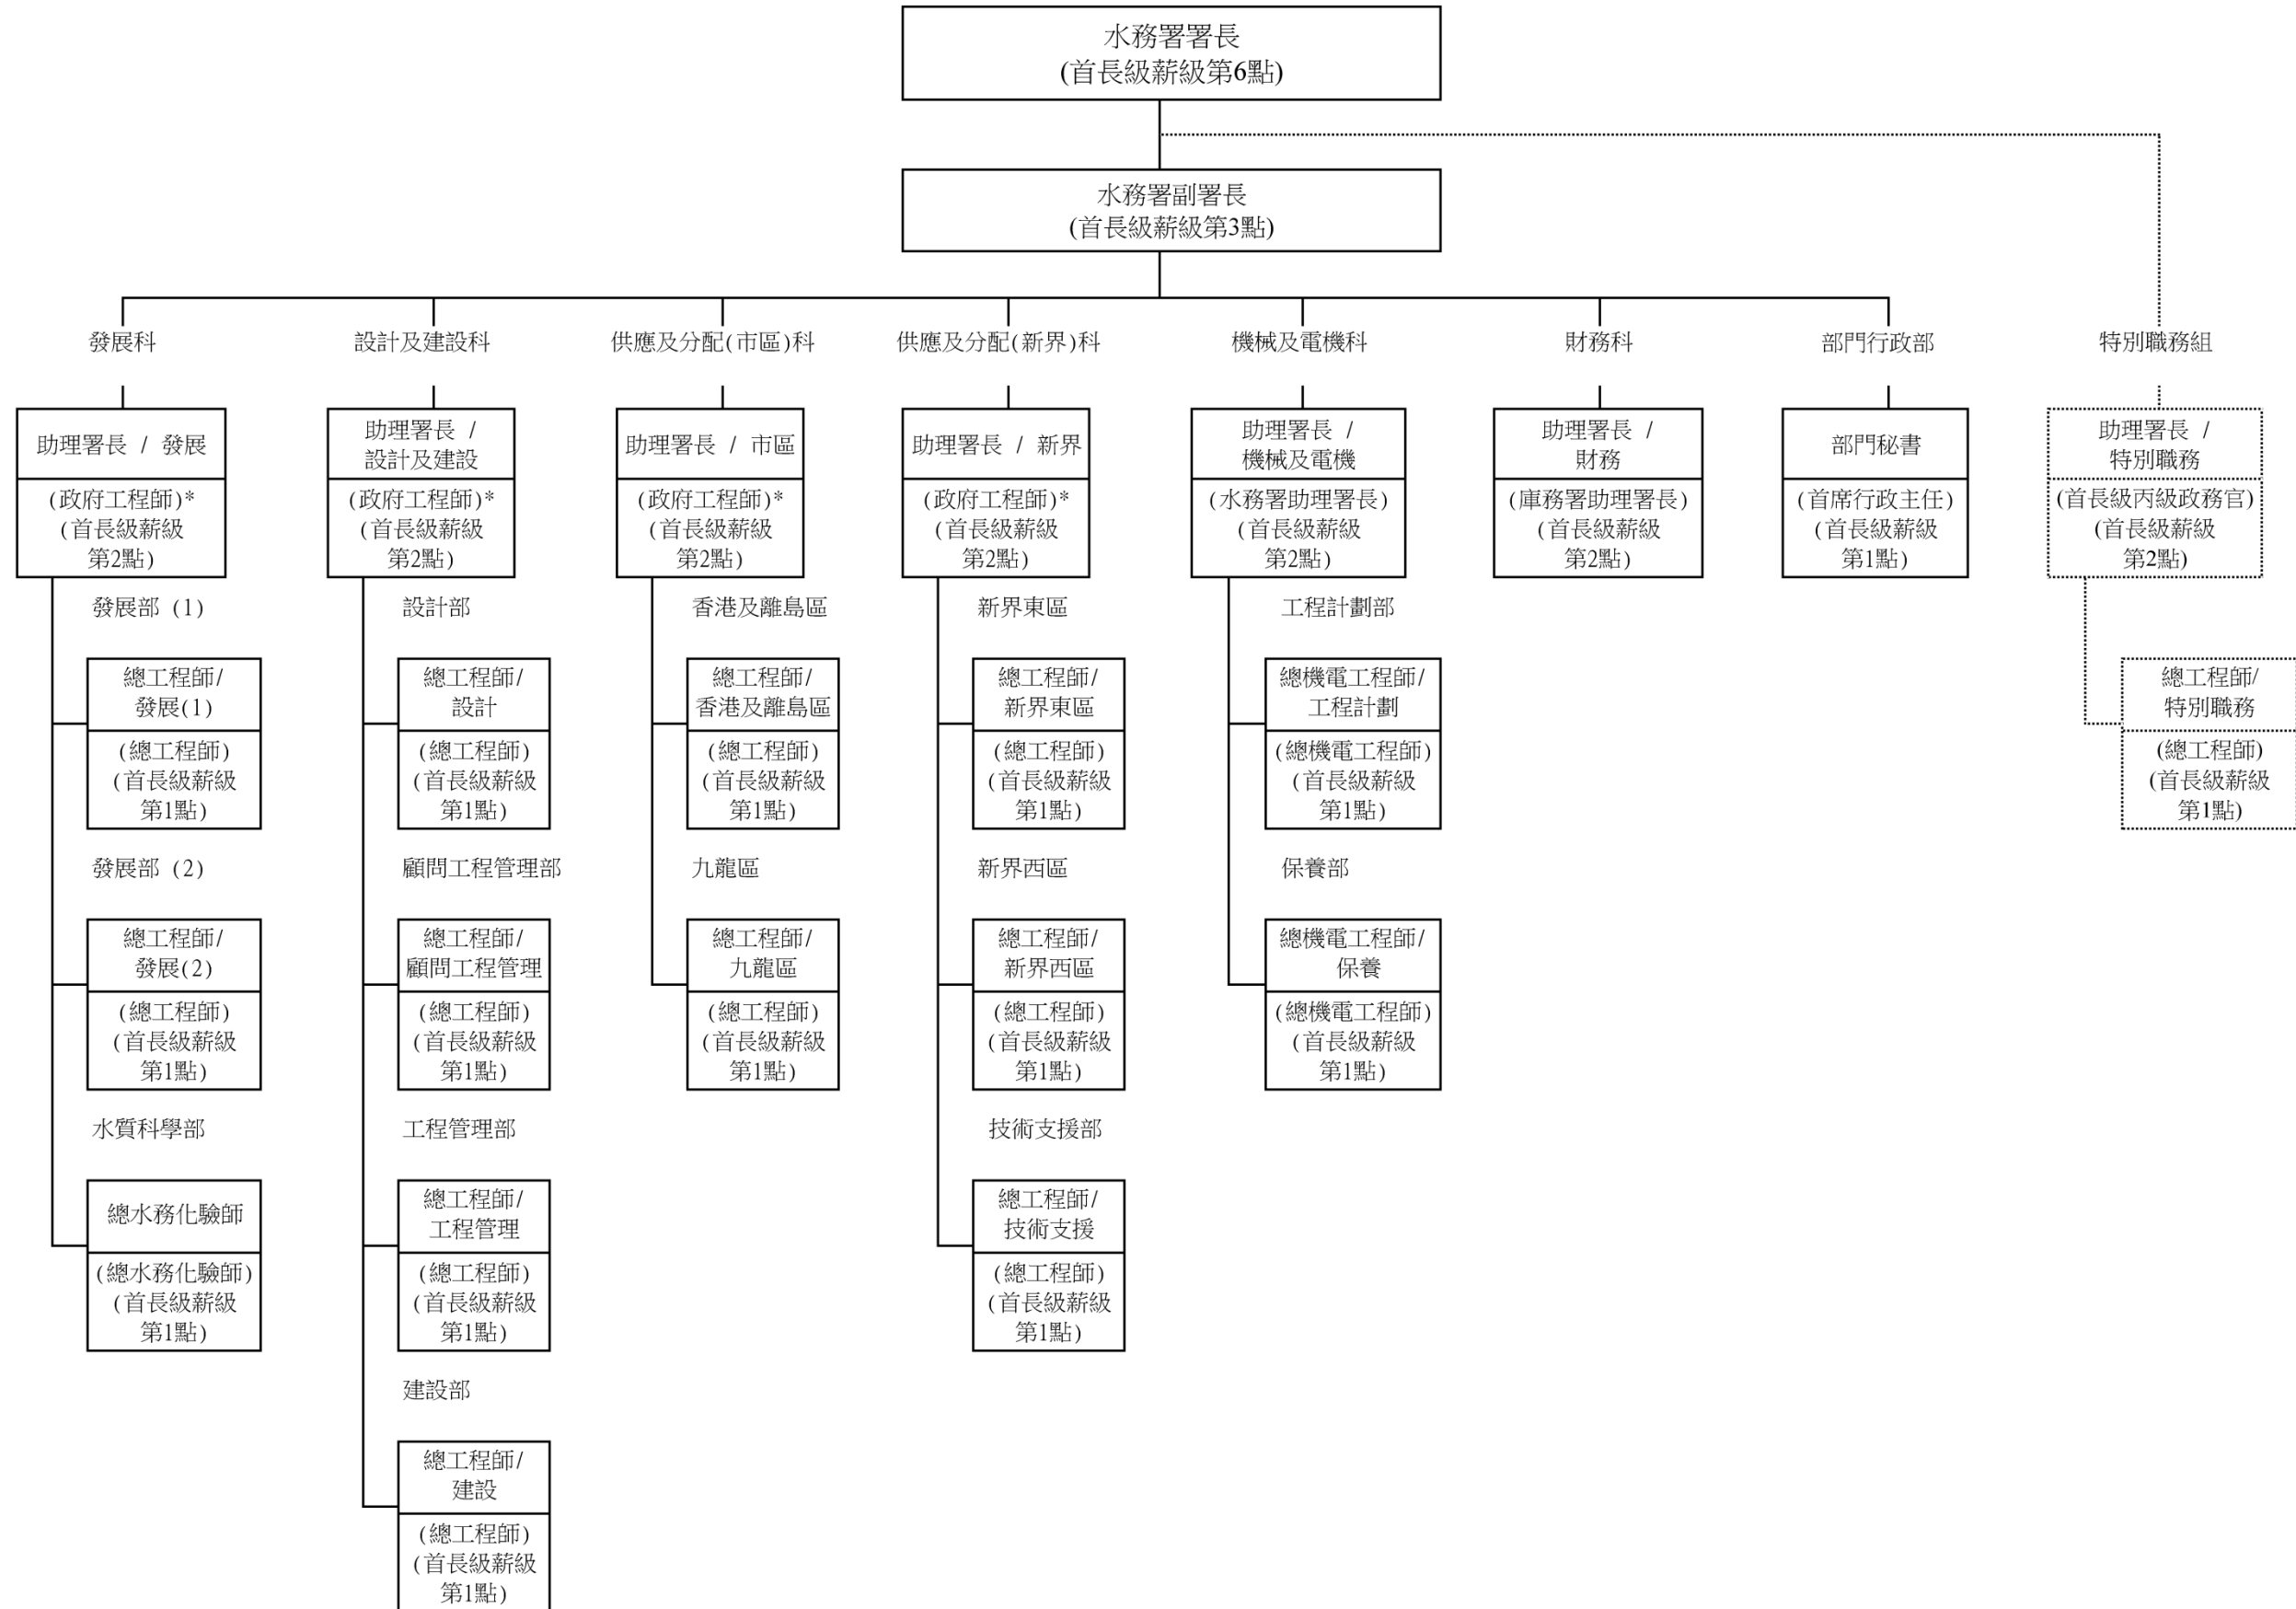 水務署署長
(首長級薪級第6點)
水務署副署長
(首長級薪級第3點)
發展科
設計及建設科
供應及分配(市區)科
供應及分配(新界)科
機械及電機科
財務科
部門行政部
特別職務組
助理署長 / 發展
(政府工程師)*
(首長級薪級
第2點)
助理署長 /
設計及建設
(政府工程師)*
(首長級薪級
第2點)
助理署長 / 市區
(政府工程師)*
(首長級薪級
第2點)
助理署長 / 新界
(政府工程師)*
(首長級薪級
第2點)
助理署長 /
機械及電機
(水務署助理署長)
(首長級薪級
第2點)
助理署長 /
財務
(庫務署助理署長)
(首長級薪級
第2點)
部門秘書
(首席行政主任)
(首長級薪級
第1點)
助理署長 /
特別職務
(首長級丙級政務官)
(首長級薪級
第2點)
發展部 (1)
總工程師/
發展(1)
(總工程師)
(首長級薪級
第1點)
發展部 (2)
總工程師/
發展(2)
(總工程師)
(首長級薪級
第1點)
水質科學部
總水務化驗師
(總水務化驗師)
(首長級薪級
第1點)
設計部
總工程師/
設計
(總工程師)
(首長級薪級
第1點)
顧問工程管理部
總工程師/
顧問工程管理
(總工程師)
(首長級薪級
第1點)
工程管理部
總工程師/
工程管理
(總工程師)
(首長級薪級
第1點)
建設部
總工程師/
建設
(總工程師)
(首長級薪級
第1點)
香港及離島區
總工程師/
香港及離島區
(總工程師)
(首長級薪級
第1點)
九龍區
總工程師/
九龍區
(總工程師)
(首長級薪級
第1點)
新界東區
總工程師/
新界東區
(總工程師)
(首長級薪級
第1點)
新界西區
總工程師/
新界西區
(總工程師)
(首長級薪級
第1點)
技術支援部
總工程師/
技術支援
(總工程師)
(首長級薪級
第1點)
工程計劃部
總機電工程師/
工程計劃
(總機電工程師)
(首長級薪級
第1點)
保養部
總機電工程師/
保養
(總機電工程師)
(首長級薪級
第1點)
總工程師/
特別職務
(總工程師)
(首長級薪級
第1點)